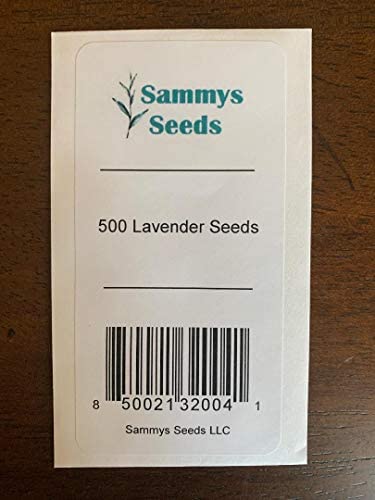 Sammys
Seeds
500 Lavender Seeds
8 50021 32004 1
Sammys Seeds LLC